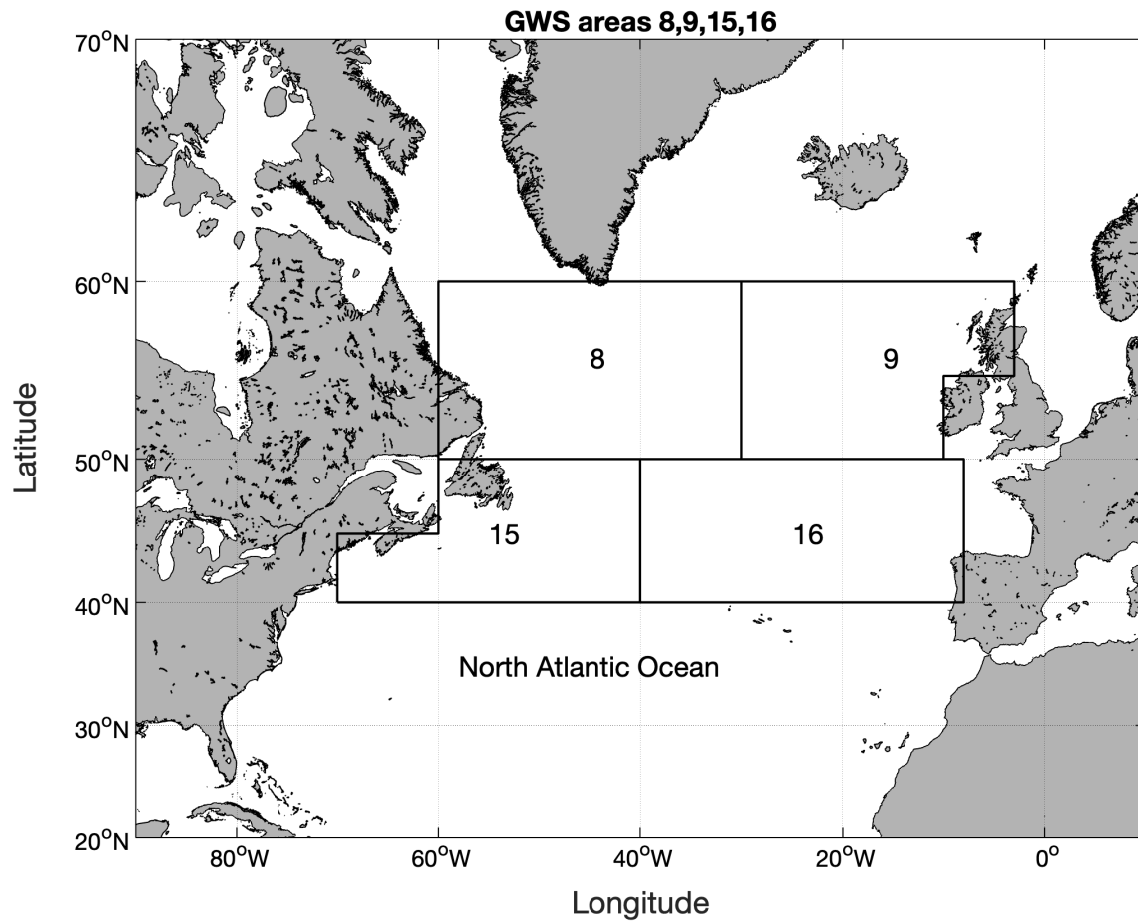 GWS areas 8,9,15,16
70°N
60°N
8
9
50°N
15
16
40°N
North Atlantic Ocean
30°N
20°N
80°W
60°W
40°W
20°W
0°
Latitude
Longitude